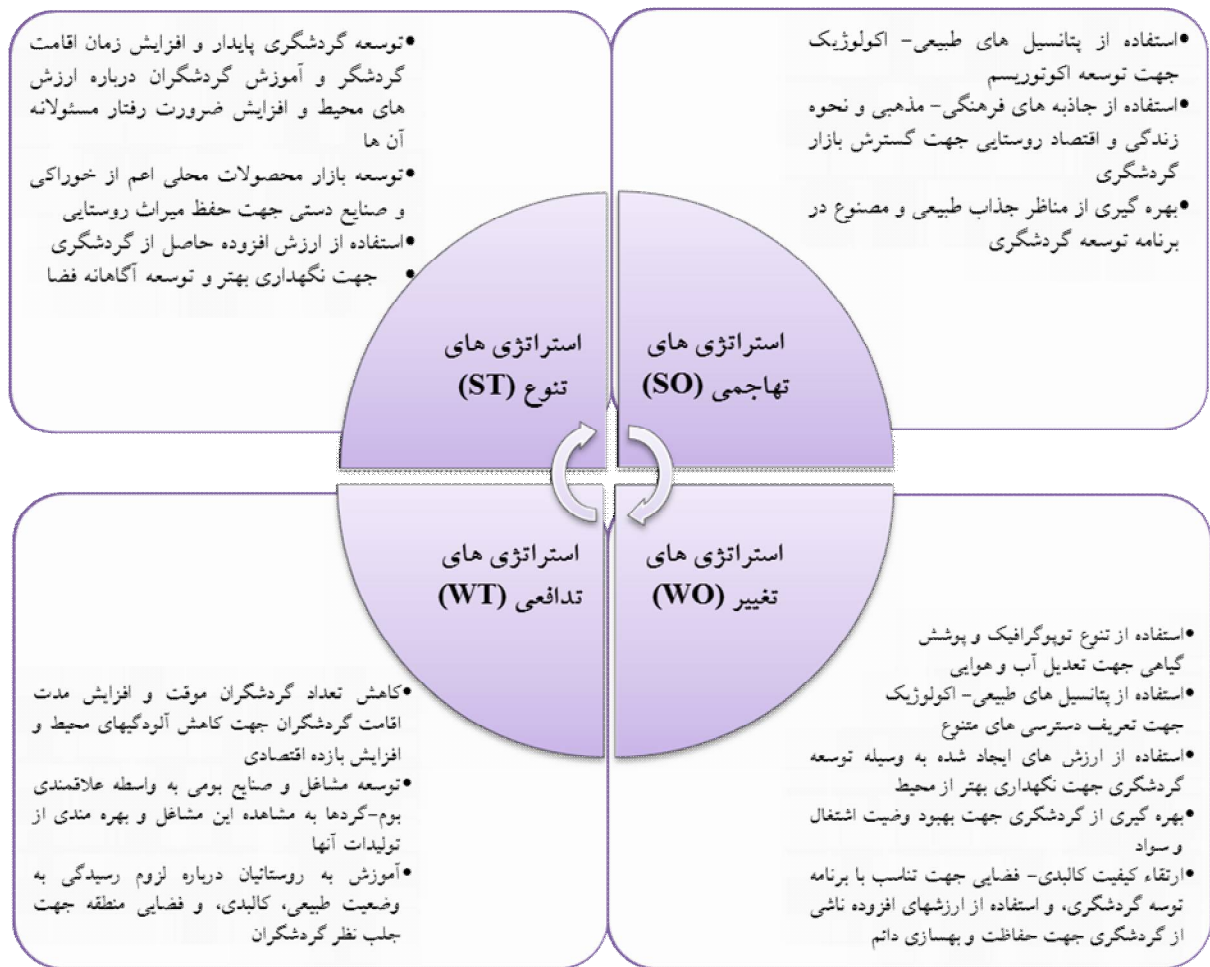 •استفاده از پتانسیل های طبیعی- اکولوژیک
جهت توسعه اکوتوریسم
•استفاده از جاذبه های فرهنگی- مذهبی و نحوه
زندگی و اقتصاد روستایی جهت گسترش بازار
گردشگری
•بهره گیری از مناظر جذاب طبیعی و مصنوع در
برنامه توسعه گردشگری
•توسعه گردشگری پایدار و افزایش زمان اقامت
گردشگر و آموزش گردشگران درباره ارزش
های محیط و افزایش ضرورت رفتار مسئولانه
آن ها
•توسعه بازار محصولات محلی اعم از خوراکی
و صنایع دستی جهت حفظ میراث روستایی
•استفاده از ارزش افزوده حاصل از گردشگری
• جهت نگهداری بهتر و توسعه آگاهانه فضا
استراتژی های
تهاجمی (SO)
استراتژی های
تنوع (ST)
استراتژی های
تغییر (WO)
استراتژی های
تدافعی (WT)
•استفاده از تنوع توپوگرافیک و پوشش
گیاهی جهت تعدیل آب و هوایی
•استفاده از پتانسیل های طبیعی- اکولوژیک
جهت تعریف دسترسی های متنوع
•استفاده از ارزش های ایجاد شده به وسیله توسعه
گردشگری جهت نگهداری بهتر از محیط
•بهره گیری از گردشگری جهت بهبود وضیت اشتغال
و سواد
•ارتقاء کیفیت کالبدی- فضایی جهت تناسب با برنامه
توسه گردشگری، و استفاده از ارزشهای افزوده ناشی
از گردشگری جهت حفاظت و بهسازی دائم
•کاهش تعداد گردشگران موقت و افزایش مدت
اقامت گردشگران جهت کاهش آلودگیهای محیط و
افزایش بازده اقتصادی
•توسعه مشاغل و صنایع بومی به واسطه علاقمندی
بوم-گردها به مشاهده این مشاغل و بهره مندی از
تولیدات آنها
•آموزش به روستائیان درباره لزوم رسیدگی به
وضعیت طبیعی، کالبدی، و فضایی منطقه جهت
جلب نظر گردشگران